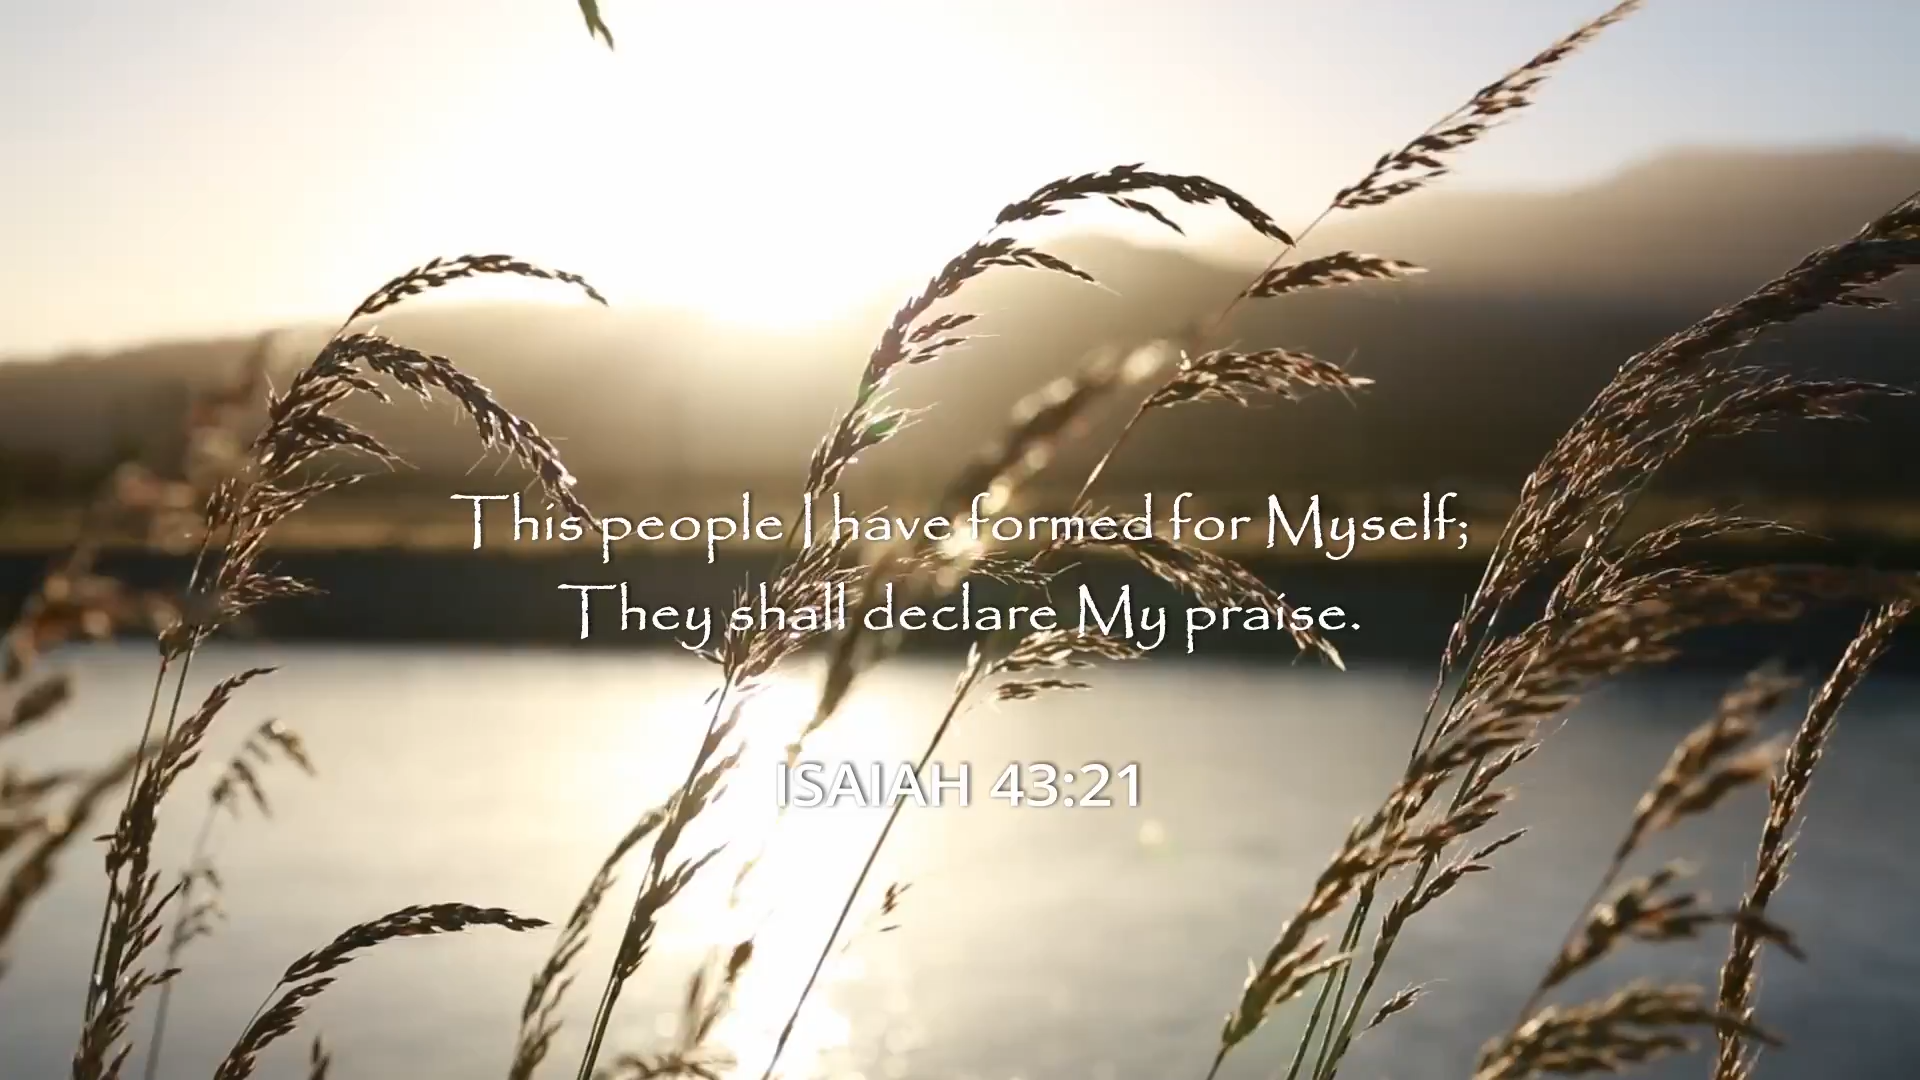 This people I have formed for Myself;
They shall declare My praise.
ISAIAH 43:21